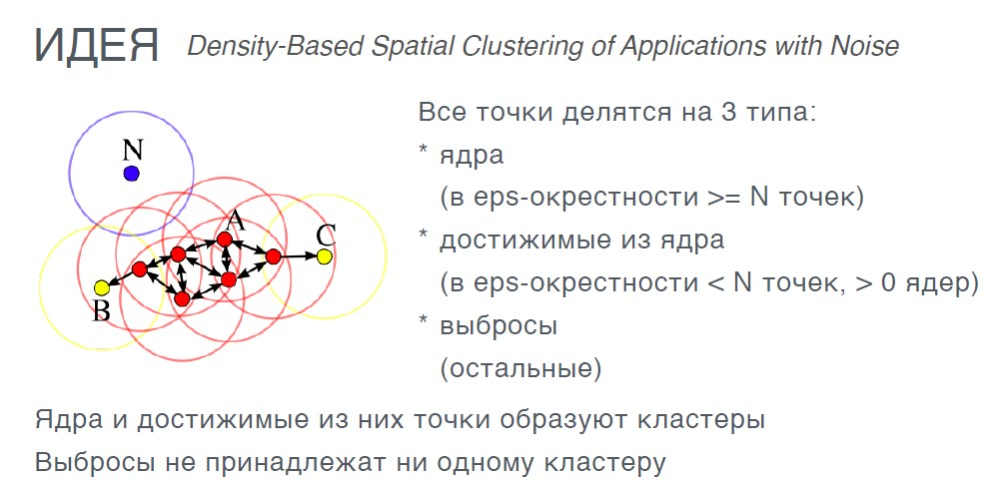 ИДЕЯ Density-Based Spatial Clustering of Applications with Noise
N
A
C
B
Все точки делятся на 3 типа:
* ядра
(в eps-окрестности >= N точек)
* достижимые из ядра
(в eps-окрестности < N точек, > 0 ядер)
* выбросы
(остальные)
Ядра и достижимые из них точки образуют кластеры
Выбросы не принадлежат ни одному кластеру